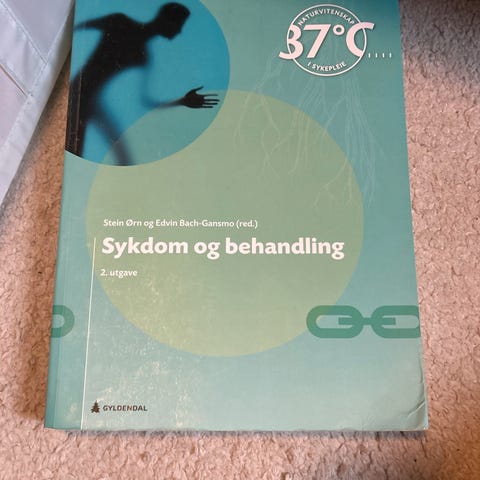 NATURVITENSKAP
37°C
I SYKEPLEIE
Stein Ørn og Edvin Bach-Gansmo (red.)
Sykdom og behandling
2. utgave
GYLDENDAL